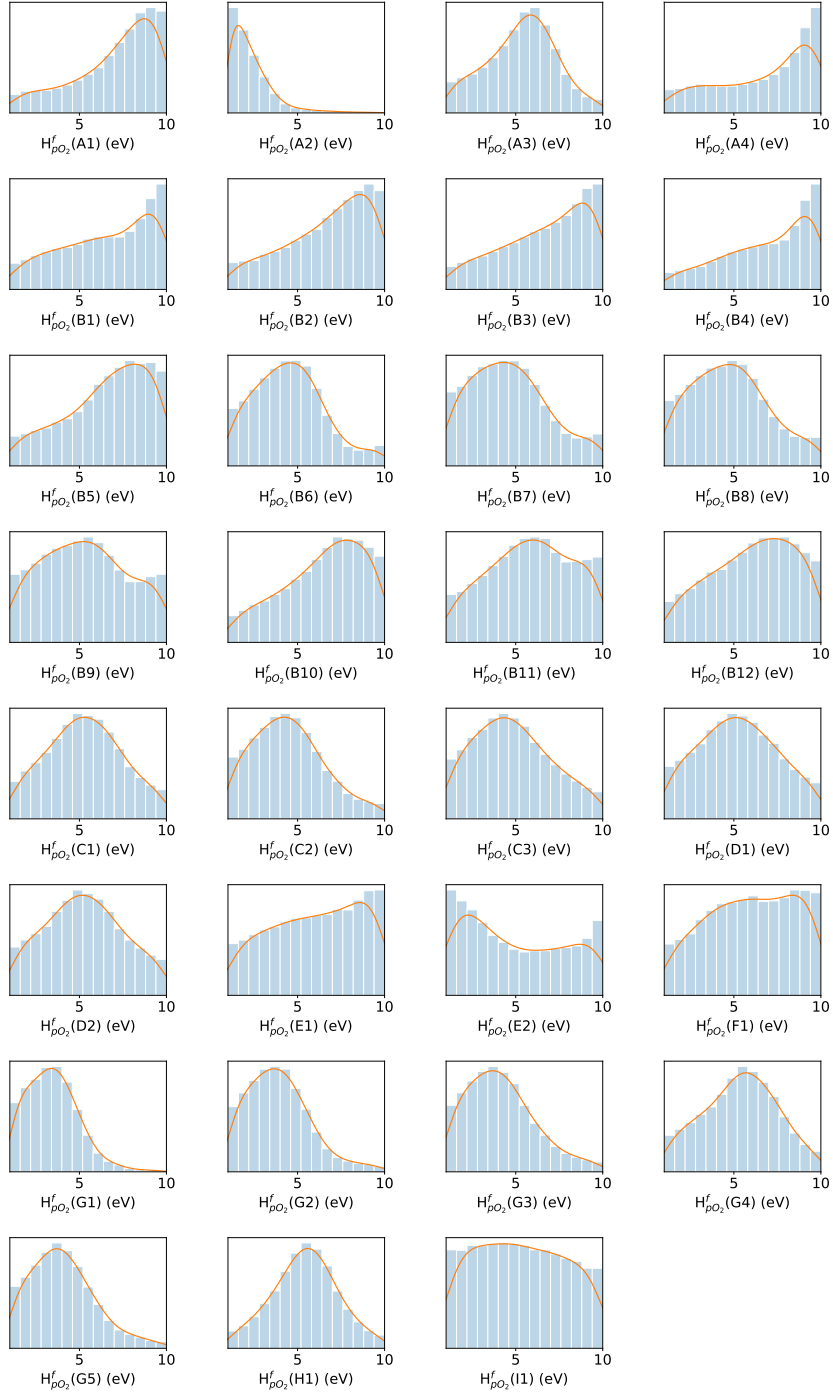 5 10 5 10 5 10 5 10
H^f_{pO_2}(A1) (eV) H^f_{pO_2}(A2) (eV) H^f_{pO_2}(A3) (eV) H^f_{pO_2}(A4) (eV)
5 10 5 10 5 10 5 10
H^f_{pO_2}(B1) (eV) H^f_{pO_2}(B2) (eV) H^f_{pO_2}(B3) (eV) H^f_{pO_2}(B4) (eV)
5 10 5 10 5 10 5 10
H^f_{pO_2}(B5) (eV) H^f_{pO_2}(B6) (eV) H^f_{pO_2}(B7) (eV) H^f_{pO_2}(B8) (eV)
5 10 5 10 5 10 5 10
H^f_{pO_2}(B9) (eV) H^f_{pO_2}(B10) (eV) H^f_{pO_2}(B11) (eV) H^f_{pO_2}(B12) (eV)
5 10 5 10 5 10 5 10
H^f_{pO_2}(C1) (eV) H^f_{pO_2}(C2) (eV) H^f_{pO_2}(C3) (eV) H^f_{pO_2}(D1) (eV)
5 10 5 10 5 10 5 10
H^f_{pO_2}(D2) (eV) H^f_{pO_2}(E1) (eV) H^f_{pO_2}(E2) (eV) H^f_{pO_2}(F1) (eV)
5 10 5 10 5 10 5 10
H^f_{pO_2}(G1) (eV) H^f_{pO_2}(G2) (eV) H^f_{pO_2}(G3) (eV) H^f_{pO_2}(G4) (eV)
5 10 5 10 5 10
H^f_{pO_2}(G5) (eV) H^f_{pO_2}(H1) (eV) H^f_{pO_2}(I1) (eV)